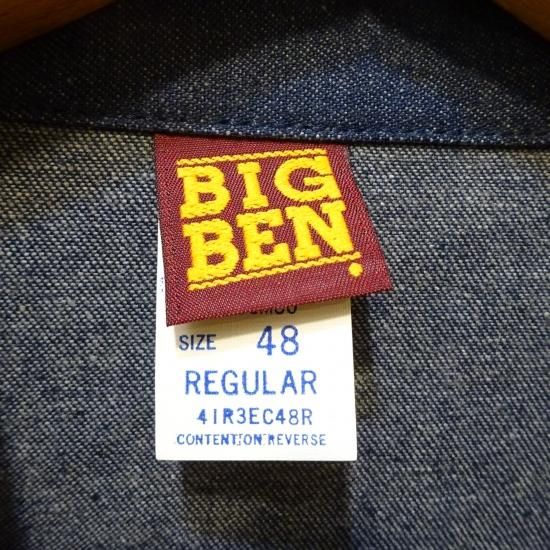 BIG
BEN.
SIZE 48
REGULAR
41R3EC48R
CONTENTION REVERSE